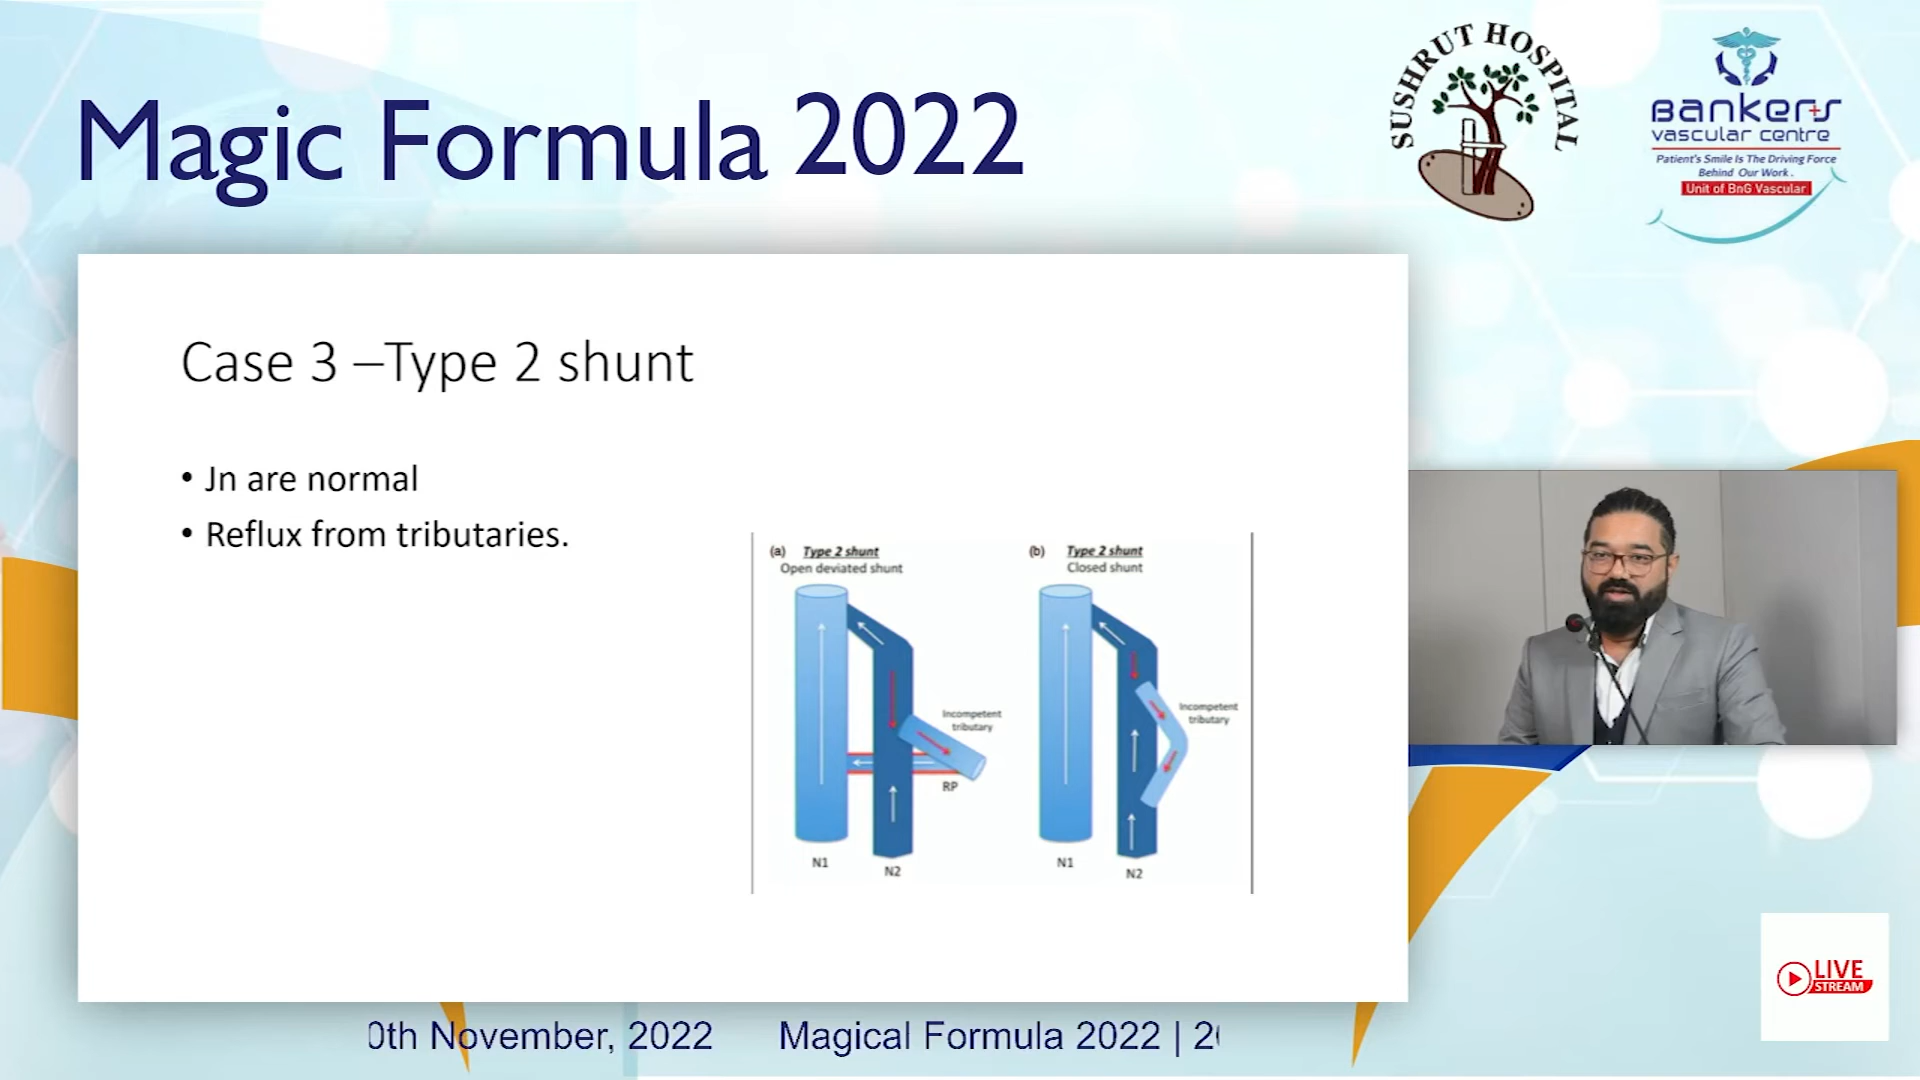 Magic Formula 2022
SUSHRUT HOSPITAL
Bankers
vascular centre
Patient's Smile Is The Driving Force
Behind Our Work.
Unit of BnG Vascular
Case 3 –Type 2 shunt
• Jn are normal
• Reflux from tributaries.
(a) Type 2 shunt
Open deviated shunt
Incompetent
tributary
RP
N1
N2
(b) Type 2 shunt
Closed shunt
Incompetent
tributary
N1
N2
LIVE
STREAM
0th November, 2022 Magical Formula 2022 | 2